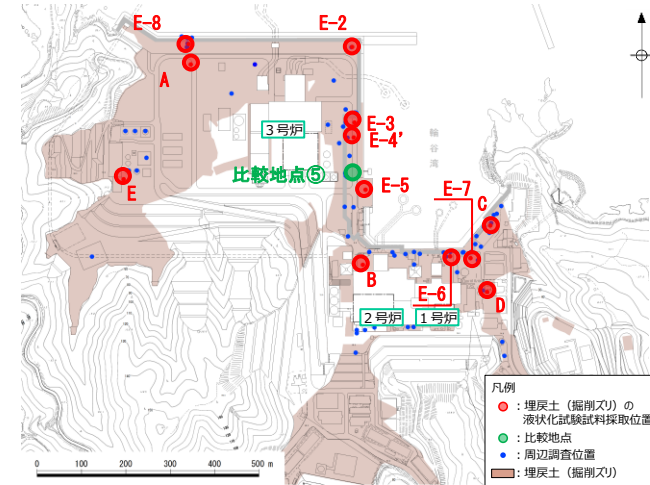 E-8
E-2
A
3号炉
E-3
E-4'
輪谷湾
比較地点⑤
E
E-5
E-7
C
B
E-6
D
2号炉
1号炉
凡例
：埋戻土（掘削ズリ）の
液状化試験試料採取位置
：比較地点
：周辺調査位置
：埋戻土（掘削ズリ）
0 100 200 300 400 500 m